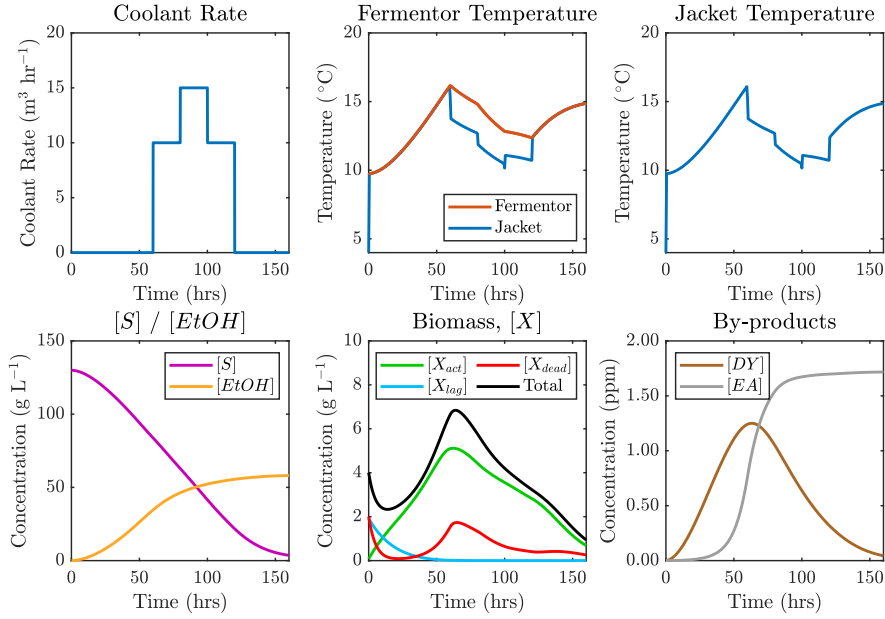 Coolant Rate
Coolant Rate (m³ hr⁻¹)
20
15
10
5
0
0 50 100 150
Time (hrs)
Fermentor Temperature
Temperature (°C)
20
15
10
5
Fermentor
Jacket
0 50 100 150
Time (hrs)
Jacket Temperature
Temperature (°C)
20
15
10
5
0 50 100 150
Time (hrs)
[S] / [EtOH]
Concentration (g L⁻¹)
150
100
50
0
[S]
[EtOH]
0 50 100 150
Time (hrs)
Biomass, [X]
Concentration (g L⁻¹)
10
8
6
4
2
0
[X_act] [X_dead]
[X_lag] Total
0 50 100 150
Time (hrs)
By-products
Concentration (ppm)
2.00
1.50
1.00
0.50
0.00
[DY]
[EA]
0 50 100 150
Time (hrs)